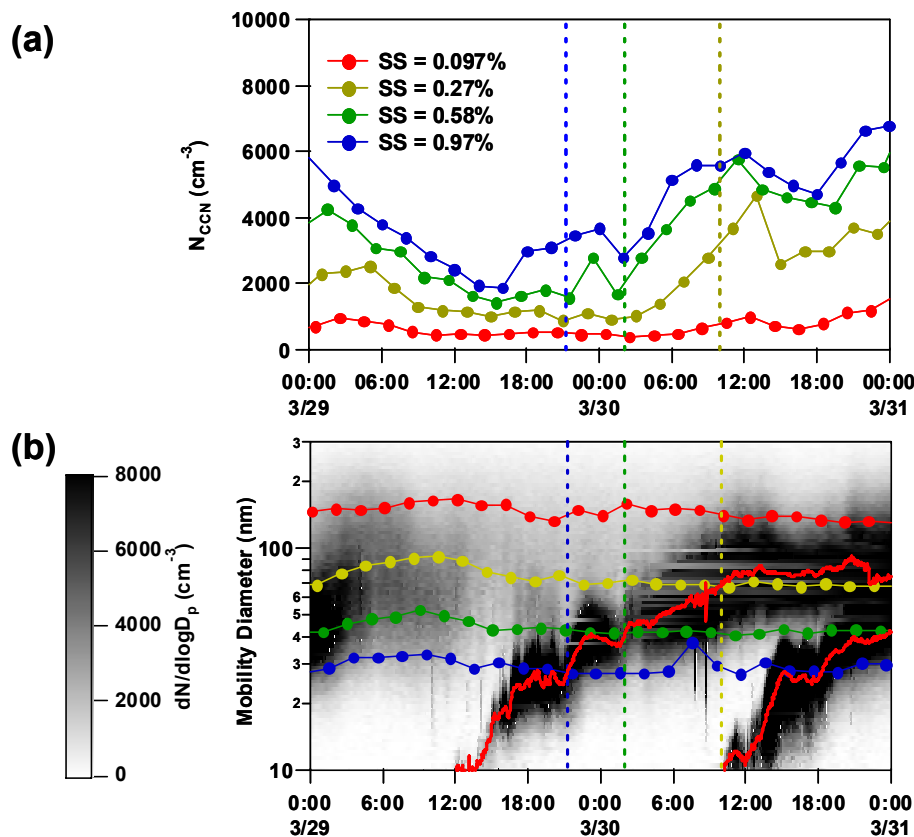 (a)
10000
8000
6000
4000
2000
0
N_CCN (cm⁻³)
SS = 0.097%
SS = 0.27%
SS = 0.58%
SS = 0.97%
00:00 06:00 12:00 18:00 00:00 06:00 12:00 18:00 00:00
3/29 3/30 3/31
(b)
8000
6000
4000
2000
0
dN/dlogD_p (cm⁻³)
Mobility Diameter (nm)
3
2
100
6
5
4
3
2
10
0:00 6:00 12:00 18:00 0:00 6:00 12:00 18:00 0:00
3/29 3/30 3/31